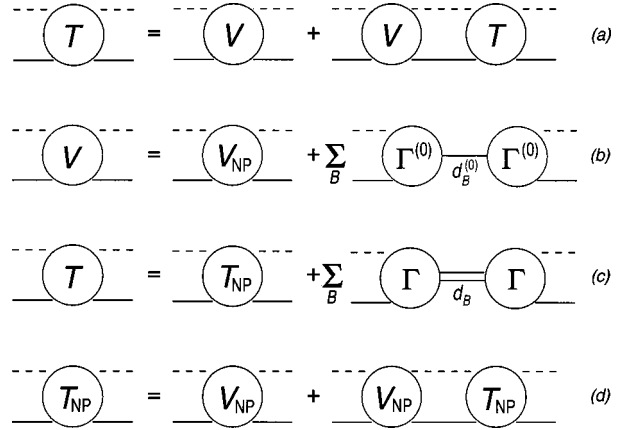 T = V + V T (a)
V = V_NP + Σ_B Γ^(0) d_B^(0) Γ^(0) (b)
T = T_NP + Σ_B Γ d_B Γ (c)
T_NP = V_NP + V_NP T_NP (d)